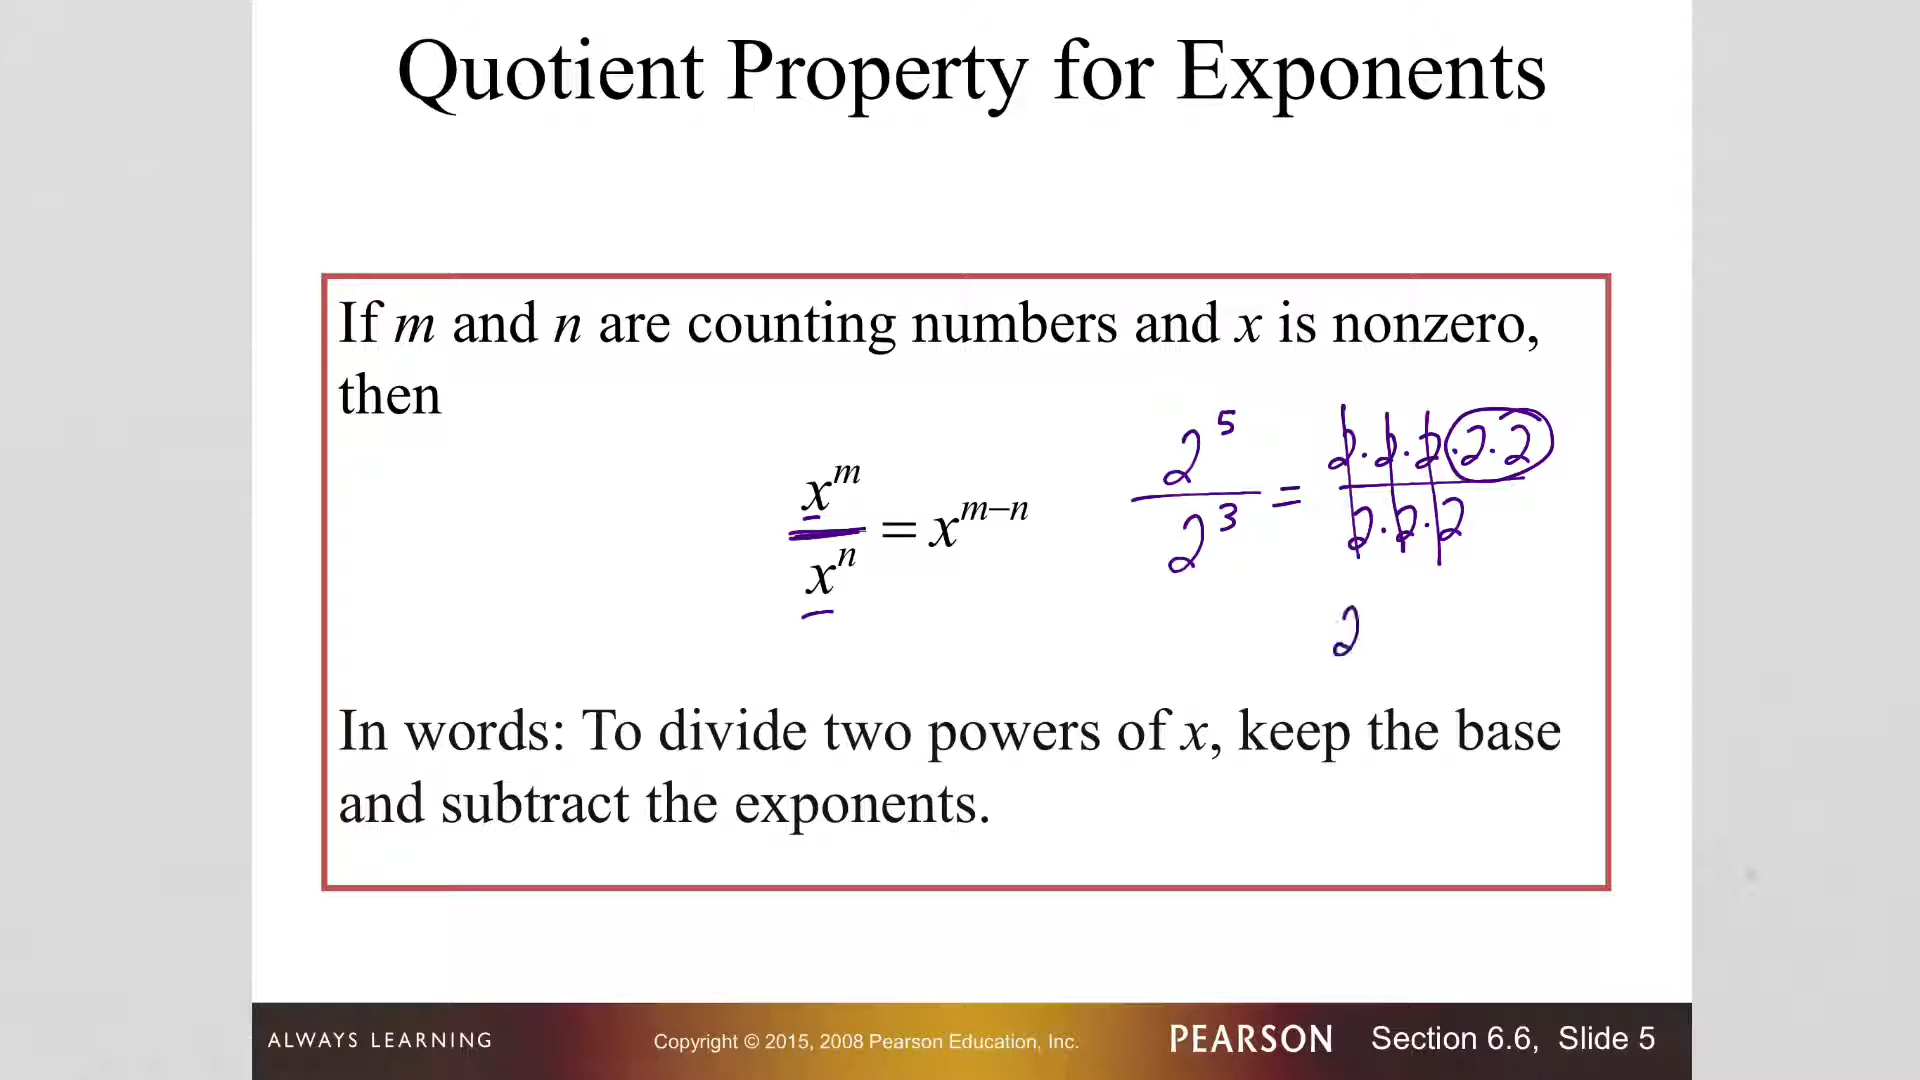 Quotient Property for Exponents
If m and n are counting numbers and x is nonzero,
then
x^m / x^n = x^(m−n)
2^5 / 2^3 = 2·2·2·2·2 / 2·2·2
2
In words: To divide two powers of x, keep the base
and subtract the exponents.
ALWAYS LEARNING
Copyright © 2015, 2008 Pearson Education, Inc.
PEARSON
Section 6.6, Slide 5